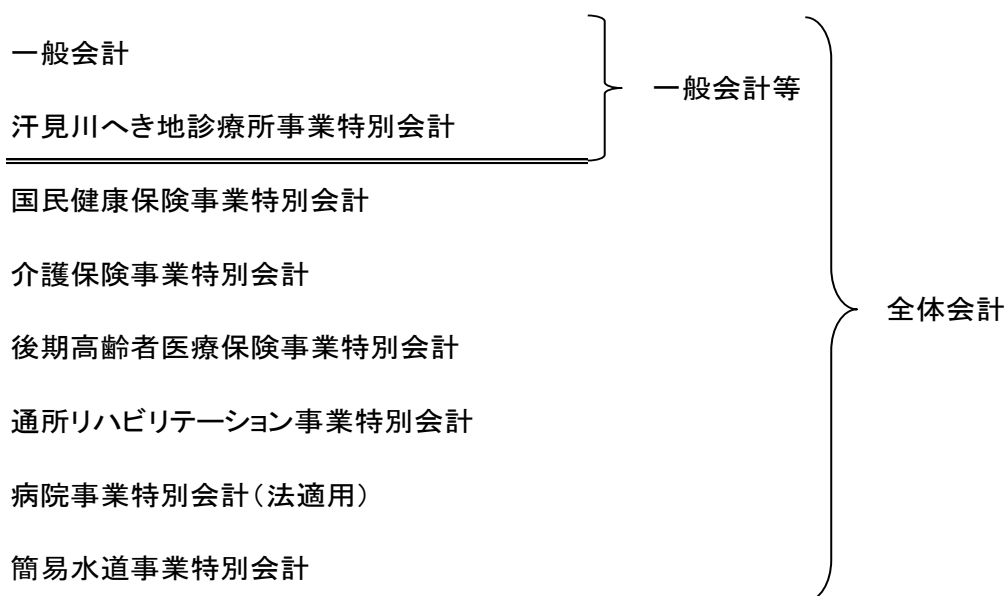 一般会計
一般会計等
汗見川へき地診療所事業特別会計
国民健康保険事業特別会計
介護保険事業特別会計
全体会計
後期高齢者医療保険事業特別会計
通所リハビリテーション事業特別会計
病院事業特別会計(法適用)
簡易水道事業特別会計